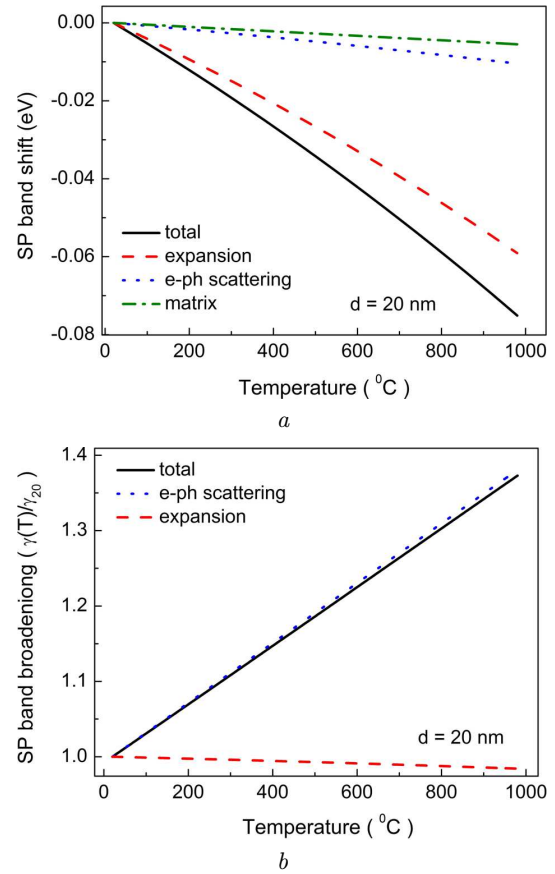 0.00
-0.02
-0.04
-0.06
-0.08
SP band shift (eV)
total
expansion
e-ph scattering
matrix
d = 20 nm
0 200 400 600 800 1000
Temperature ( ⁰C )
a
1.4
1.3
1.2
1.1
1.0
SP band broadeniong ( γ(T)/γ₂₀ )
total
e-ph scattering
expansion
d = 20 nm
0 200 400 600 800 1000
Temperature ( ⁰C )
b